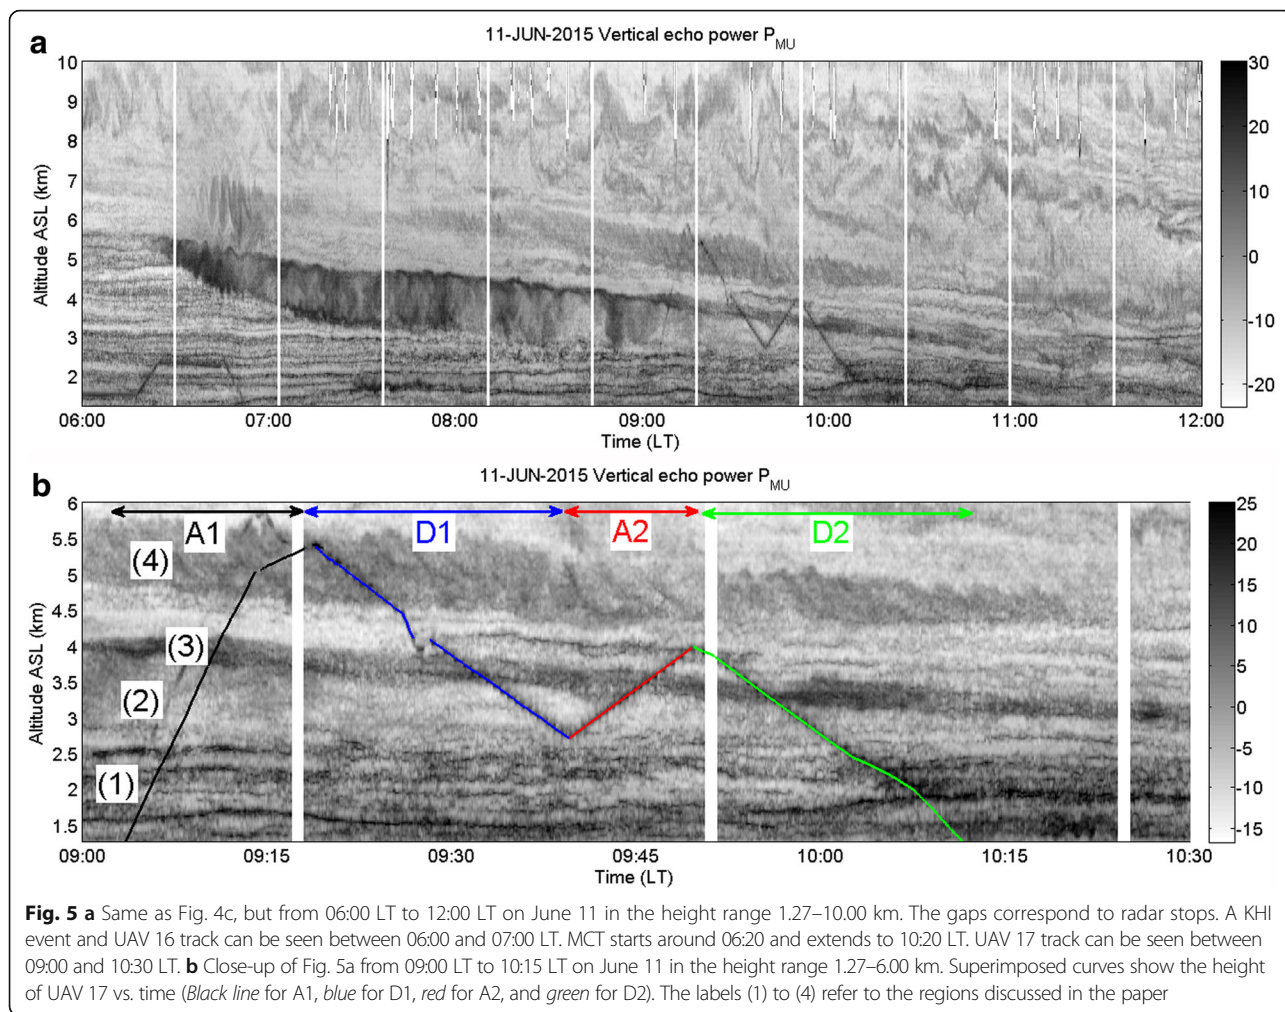 a
11-JUN-2015 Vertical echo power P_MU
10
9
8
7
6
5
4
3
2
Altitude ASL (km)
06:00 07:00 08:00 09:00 10:00 11:00 12:00
Time (LT)
30
20
10
0
-10
-20
b
11-JUN-2015 Vertical echo power P_MU
6
5.5
5
4.5
4
3.5
3
2.5
2
1.5
Altitude ASL (km)
A1 D1 A2 D2
(4)
(3)
(2)
(1)
09:00 09:15 09:30 09:45 10:00 10:15 10:30
Time (LT)
25
20
15
10
5
0
-5
-10
-15
Fig. 5 a Same as Fig. 4c, but from 06:00 LT to 12:00 LT on June 11 in the height range 1.27–10.00 km. The gaps correspond to radar stops. A KHI
event and UAV 16 track can be seen between 06:00 and 07:00 LT. MCT starts around 06:20 and extends to 10:20 LT. UAV 17 track can be seen between
09:00 and 10:30 LT. b Close-up of Fig. 5a from 09:00 LT to 10:15 LT on June 11 in the height range 1.27–6.00 km. Superimposed curves show the height
of UAV 17 vs. time (Black line for A1, blue for D1, red for A2, and green for D2). The labels (1) to (4) refer to the regions discussed in the paper